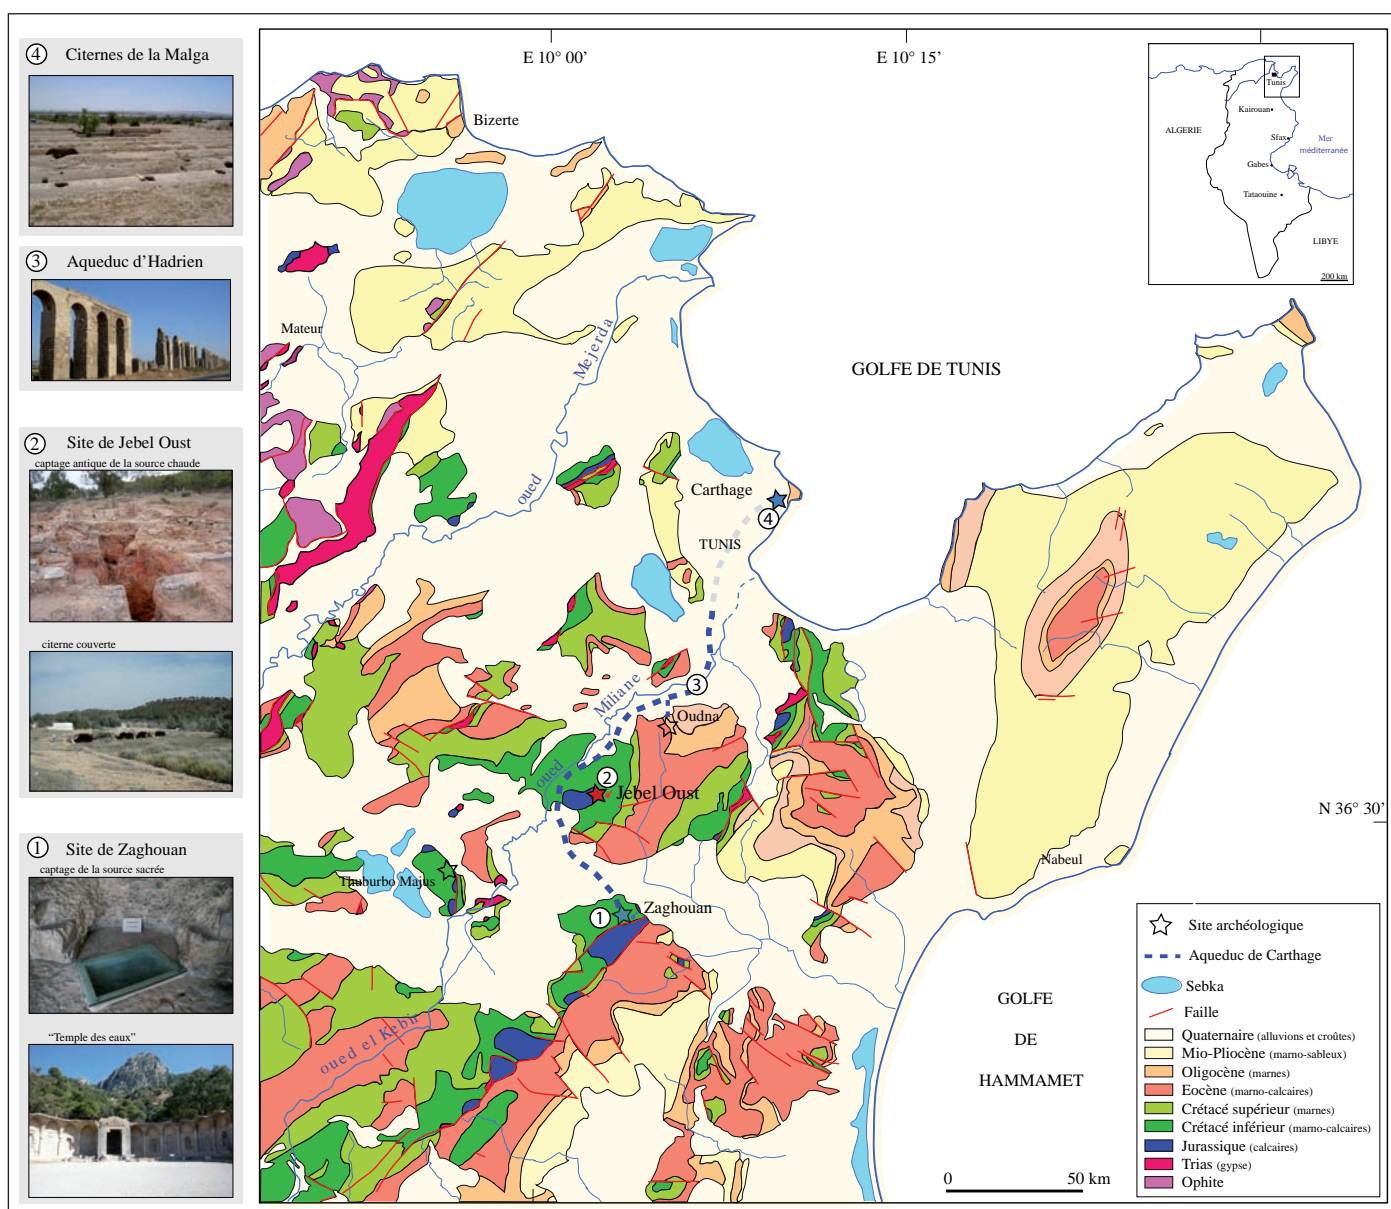 4 Citernes de la Malga
3 Aqueduc d’Hadrien
2 Site de Jebel Oust
captage antique de la source chaude
citerne couverte
1 Site de Zaghouan
captage de la source sacrée
“Temple des eaux”
E 10° 00’
E 10° 15’
Bizerte
Mateur
oued Mejerda
GOLFE DE TUNIS
Carthage
4
TUNIS
3
oued Miliane
Oudna
2
Jebel Oust
N 36° 30’
Nabeul
Thuburbo Majus
1
Zaghouan
oued el Kebir
GOLFE
DE
HAMMAMET
0 50 km
Tunis
Kairouan
ALGERIE
Sfax
Mer
méditerranée
Gabes
Tataouine
LIBYE
200 km
Site archéologique
Aqueduc de Carthage
Sebka
Faille
Quaternaire (alluvions et croûtes)
Mio-Pliocène (marno-sableux)
Oligocène (marnes)
Eocène (marno-calcaires)
Crétacé supérieur (marnes)
Crétacé inférieur (marno-calcaires)
Jurassique (calcaires)
Trias (gypse)
Ophite